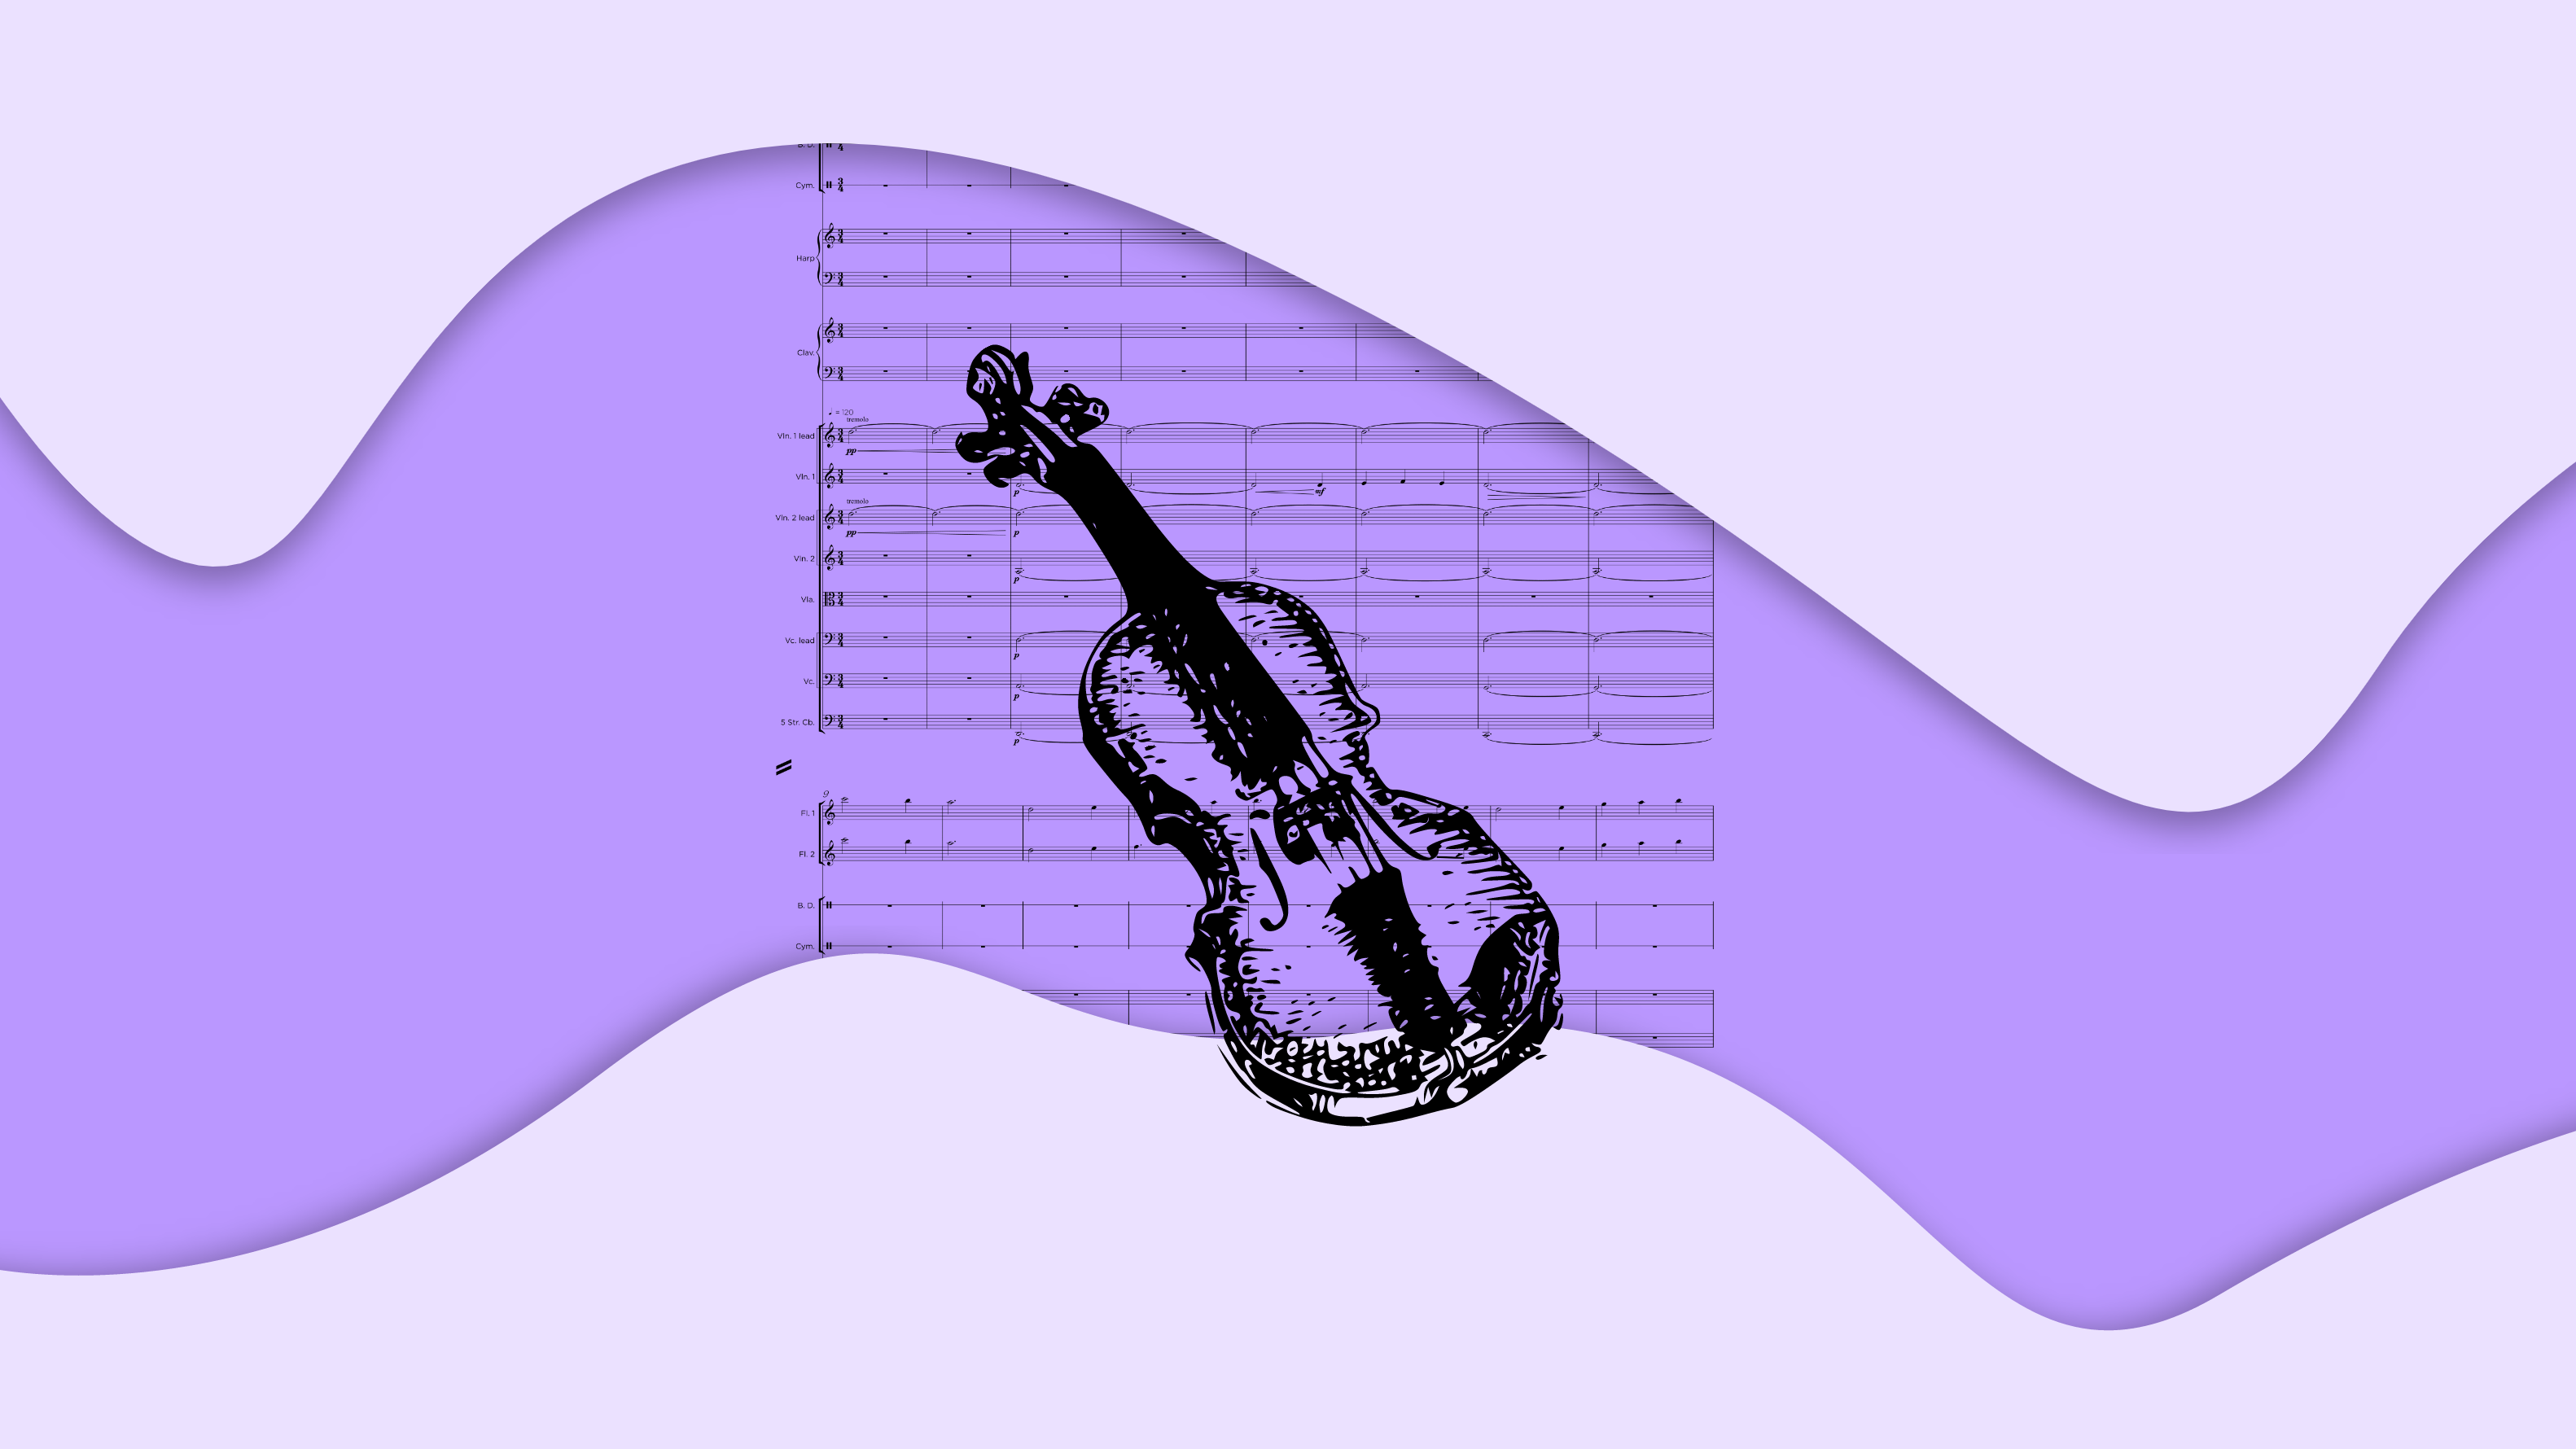 B. D.
Cym.
Harp
Clav.
♩ = 120
tremolo
Vln. 1 lead
pp
Vln. 1
p
mf
tremolo
Vln. 2 lead
pp
p
Vln. 2
p
Vla.
Vc. lead
p
Vc.
p
5 Str. Cb.
p
9
Fl. 1
Fl. 2
B. D.
Cym.